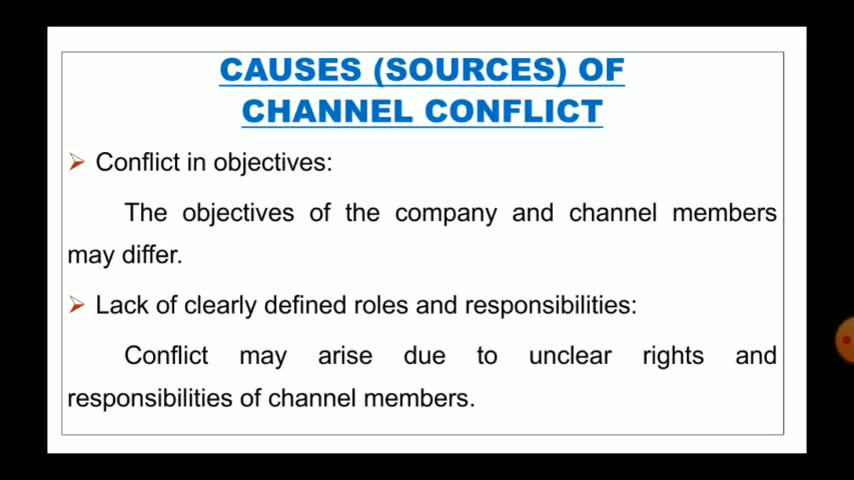 CAUSES (SOURCES) OF
CHANNEL CONFLICT
Conflict in objectives:
The objectives of the company and channel members
may differ.
Lack of clearly defined roles and responsibilities:
Conflict may arise due to unclear rights and
responsibilities of channel members.